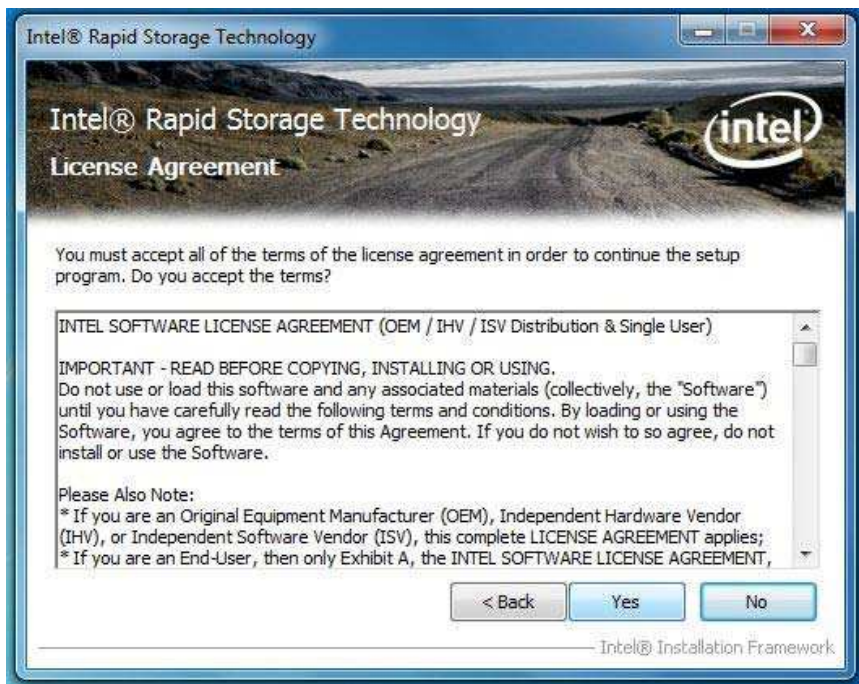 Intel® Rapid Storage Technology
Intel® Rapid Storage Technology
intel
License Agreement
You must accept all of the terms of the license agreement in order to continue the setup
program. Do you accept the terms?
INTEL SOFTWARE LICENSE AGREEMENT (OEM / IHV / ISV Distribution & Single User)
IMPORTANT - READ BEFORE COPYING, INSTALLING OR USING.
Do not use or load this software and any associated materials (collectively, the "Software")
until you have carefully read the following terms and conditions. By loading or using the
Software, you agree to the terms of this Agreement. If you do not wish to so agree, do not
install or use the Software.
Please Also Note:
* If you are an Original Equipment Manufacturer (OEM), Independent Hardware Vendor
(IHV), or Independent Software Vendor (ISV), this complete LICENSE AGREEMENT applies;
* If you are an End-User, then only Exhibit A, the INTEL SOFTWARE LICENSE AGREEMENT,
< Back Yes No
Intel® Installation Framework